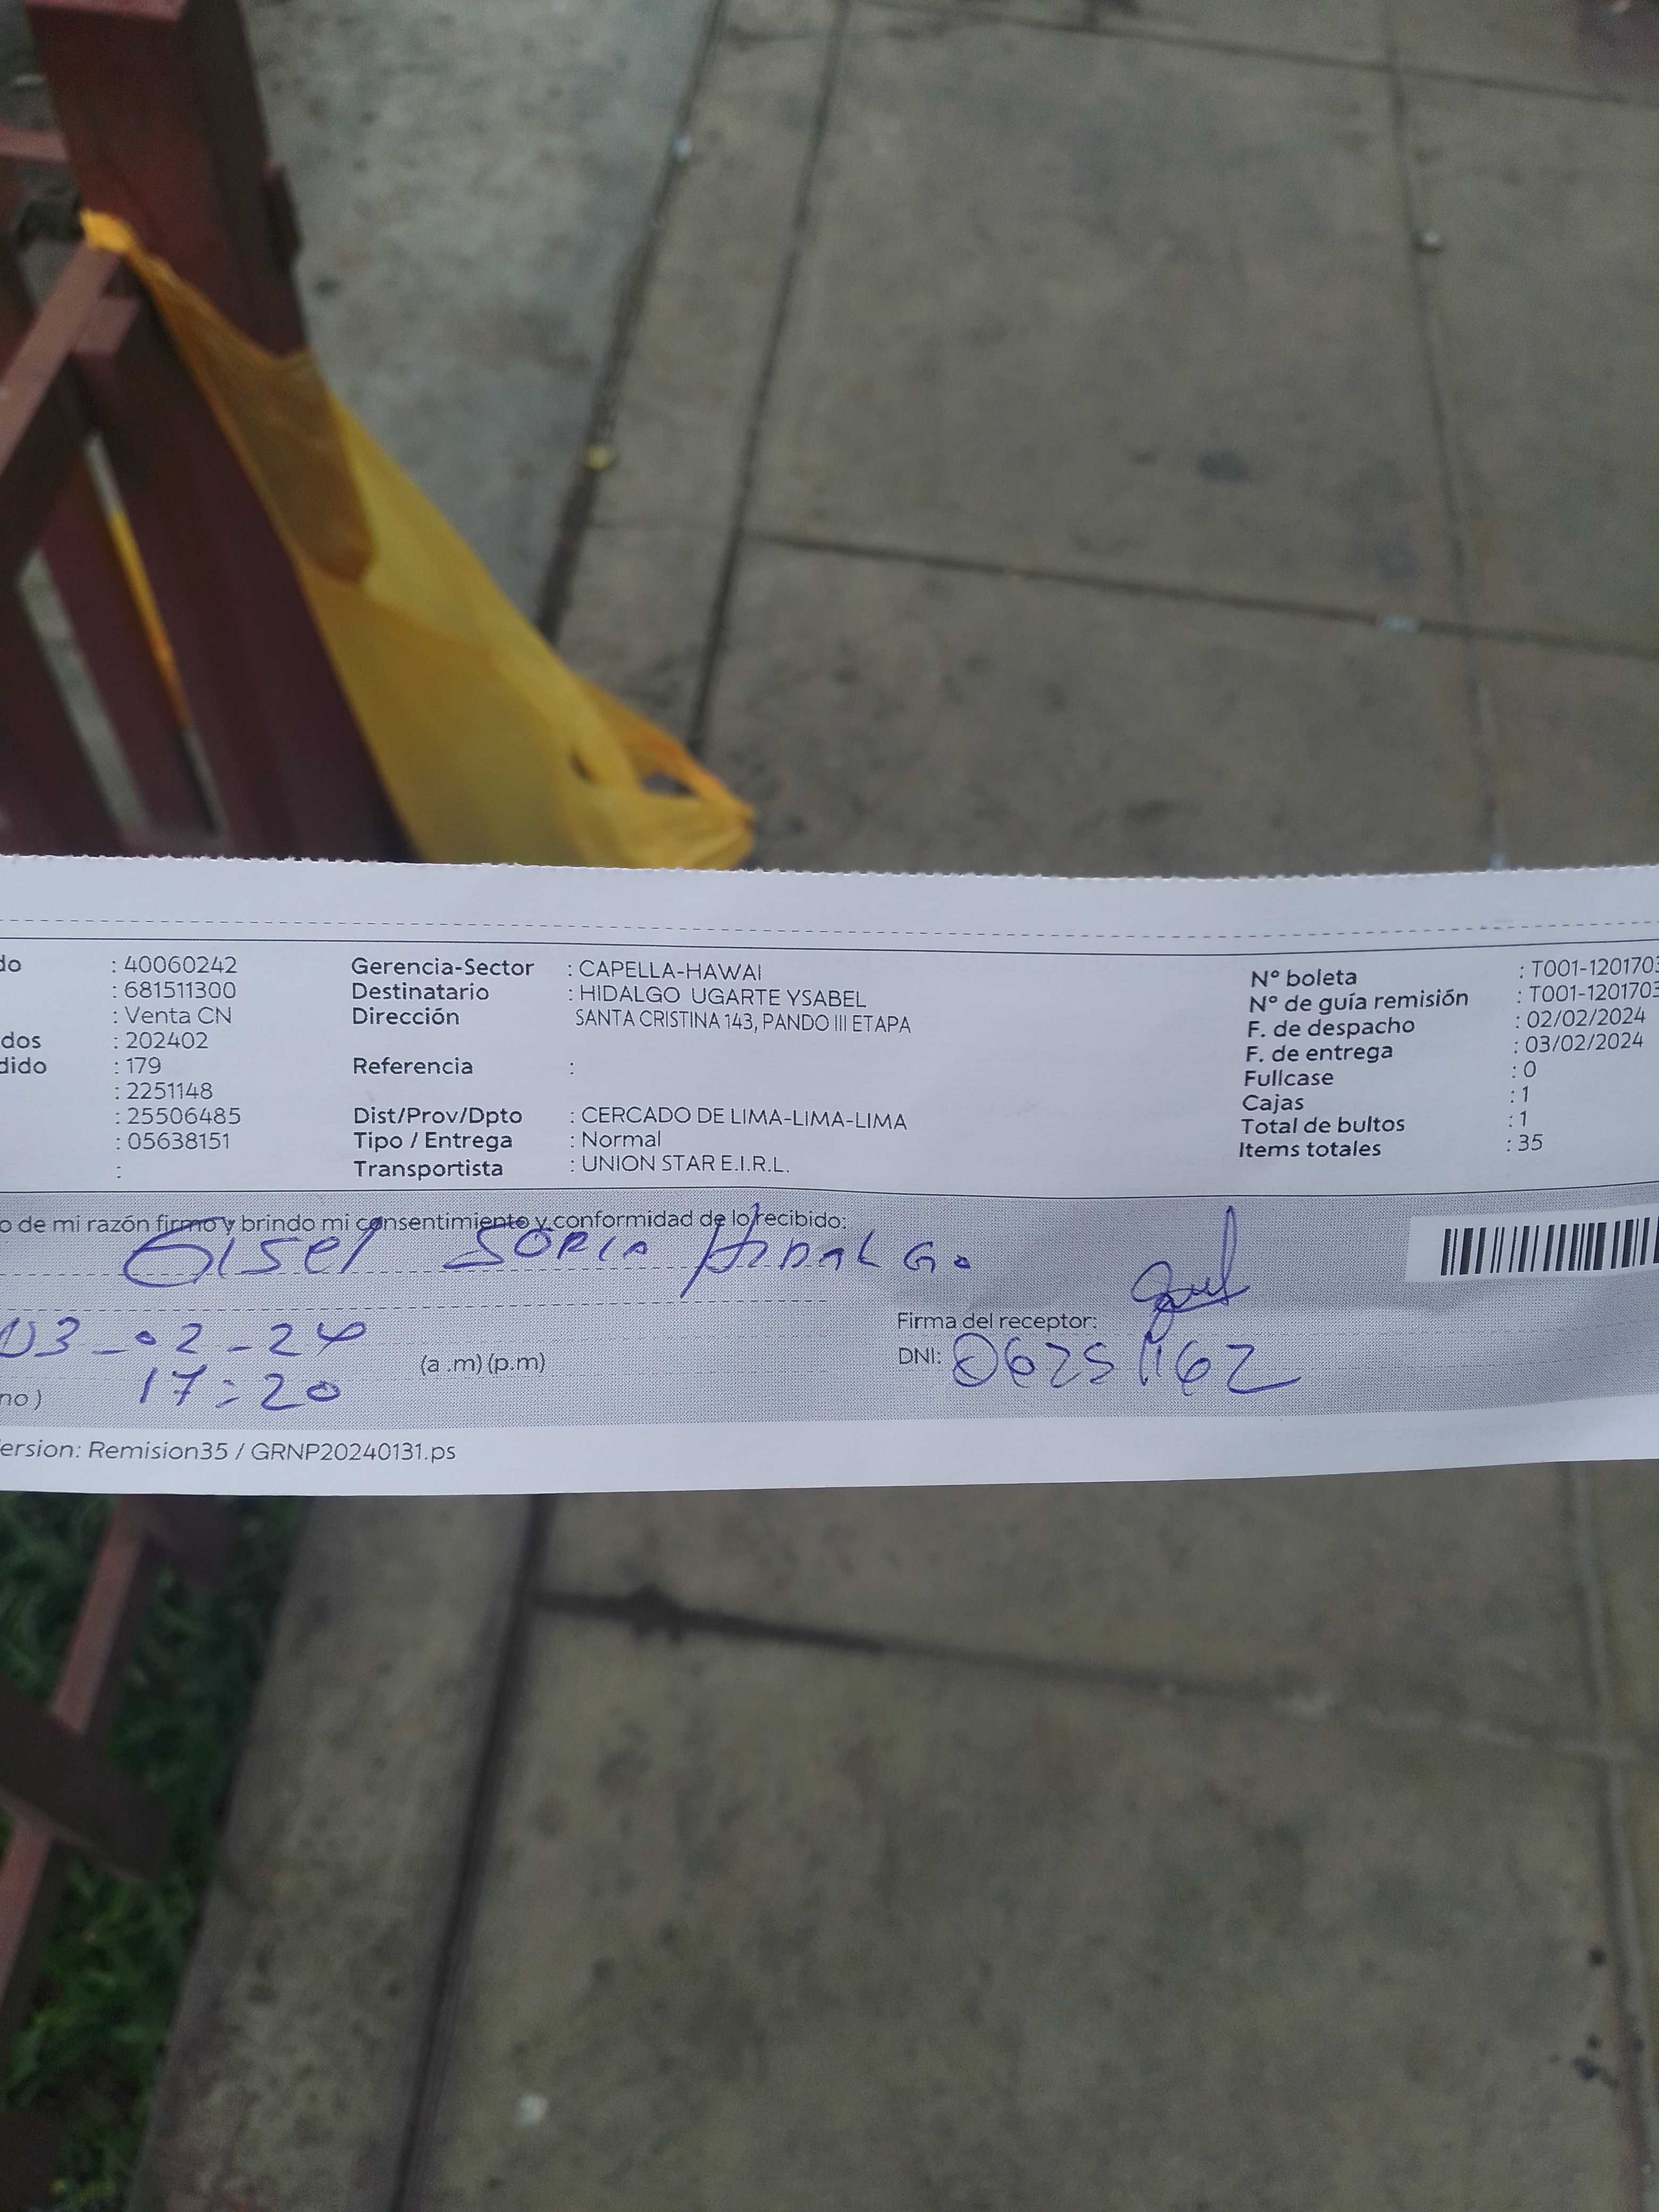 do : 40060242 Gerencia-Sector : CAPELLA-HAWAI Nº boleta : T001-1201703
: 681511300 Destinatario : HIDALGO UGARTE YSABEL Nº de guía remisión : T001-1201703
: Venta CN Dirección SANTA CRISTINA 143, PANDO III ETAPA F. de despacho : 02/02/2024
dos : 202402 F. de entrega : 03/02/2024
dido : 179 Referencia : Fullcase : 0
: 2251148 Cajas : 1
: 25506485 Dist/Prov/Dpto : CERCADO DE LIMA-LIMA-LIMA Total de bultos : 1
: 05638151 Tipo / Entrega : Normal Items totales : 35
: Transportista : UNION STAR E.I.R.L.
o de mi razón firmo y brindo mi consentimiento y conformidad de lo recibido:
Gisel SORIA HIDALGo
Firma del receptor:
03-02-24 (a .m) (p.m) DNI: 06251162
no ) 17:20
ersion: Remision35 / GRNP20240131.ps